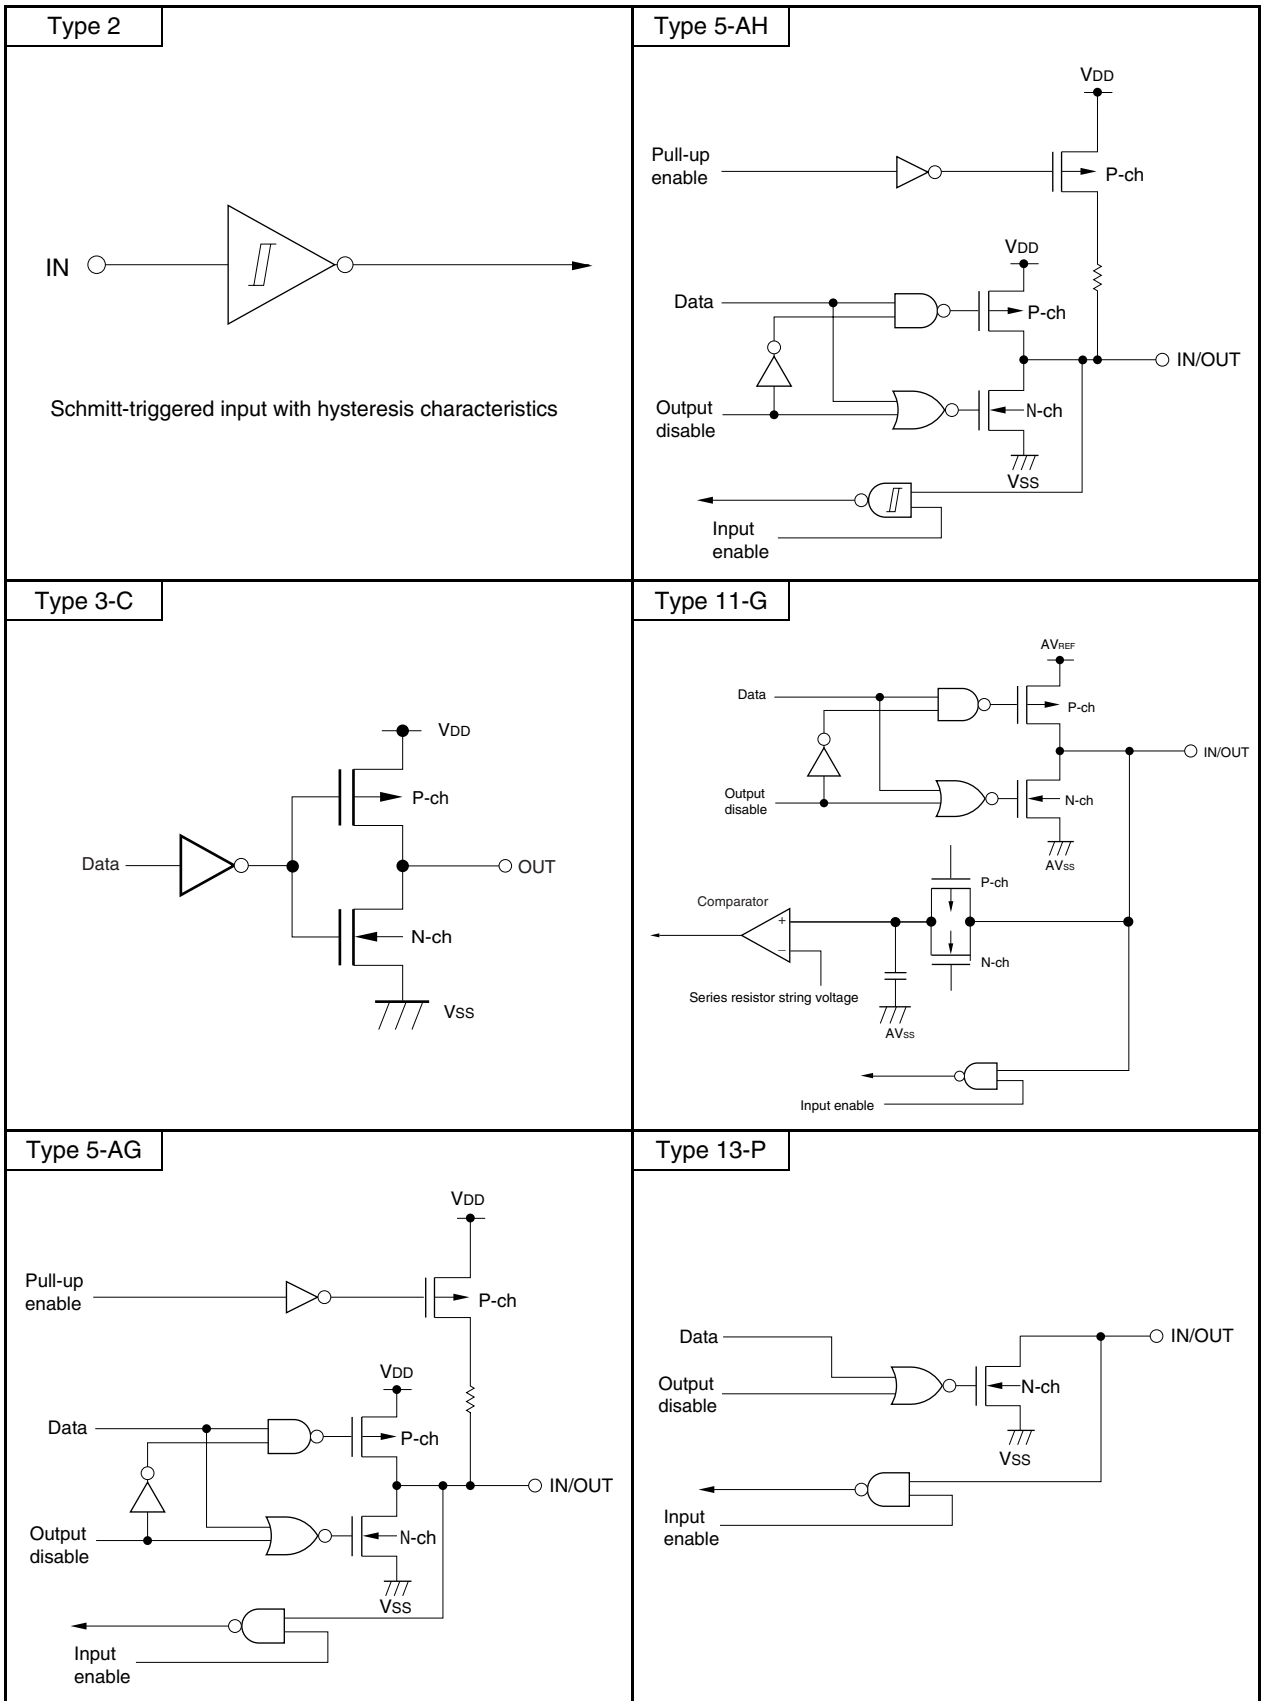 Type 2
IN
Schmitt-triggered input with hysteresis characteristics
Type 5-AH
VDD
Pull-up
enable
P-ch
VDD
Data
P-ch
IN/OUT
Output
disable
N-ch
VSS
Input
enable
Type 3-C
VDD
P-ch
Data
OUT
N-ch
VSS
Type 11-G
AVREF
Data
P-ch
IN/OUT
Output
disable
N-ch
AVSS
P-ch
Comparator
+
−
N-ch
Series resistor string voltage
AVSS
Input enable
Type 5-AG
VDD
Pull-up
enable
P-ch
VDD
Data
P-ch
IN/OUT
Output
disable
N-ch
VSS
Input
enable
Type 13-P
Data
IN/OUT
Output
disable
N-ch
VSS
Input
enable